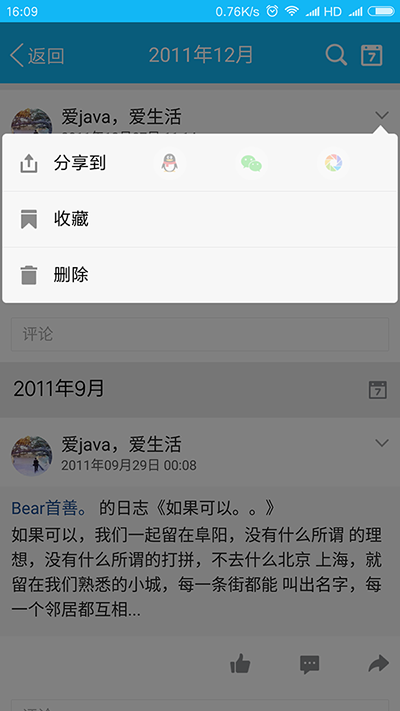 16:09 0.76K/s HD
返回 2011年12月 7
爱java，爱生活
分享到
收藏
删除
评论
2011年9月 7
爱java，爱生活
2011年09月29日 00:08
Bear首善。 的日志《如果可以。。》
如果可以，我们一起留在阜阳，没有什么所谓 的理
想，没有什么所谓的打拼，不去什么北京 上海，就
留在我们熟悉的小城，每一条街都能 叫出名字，每
一个邻居都互相...